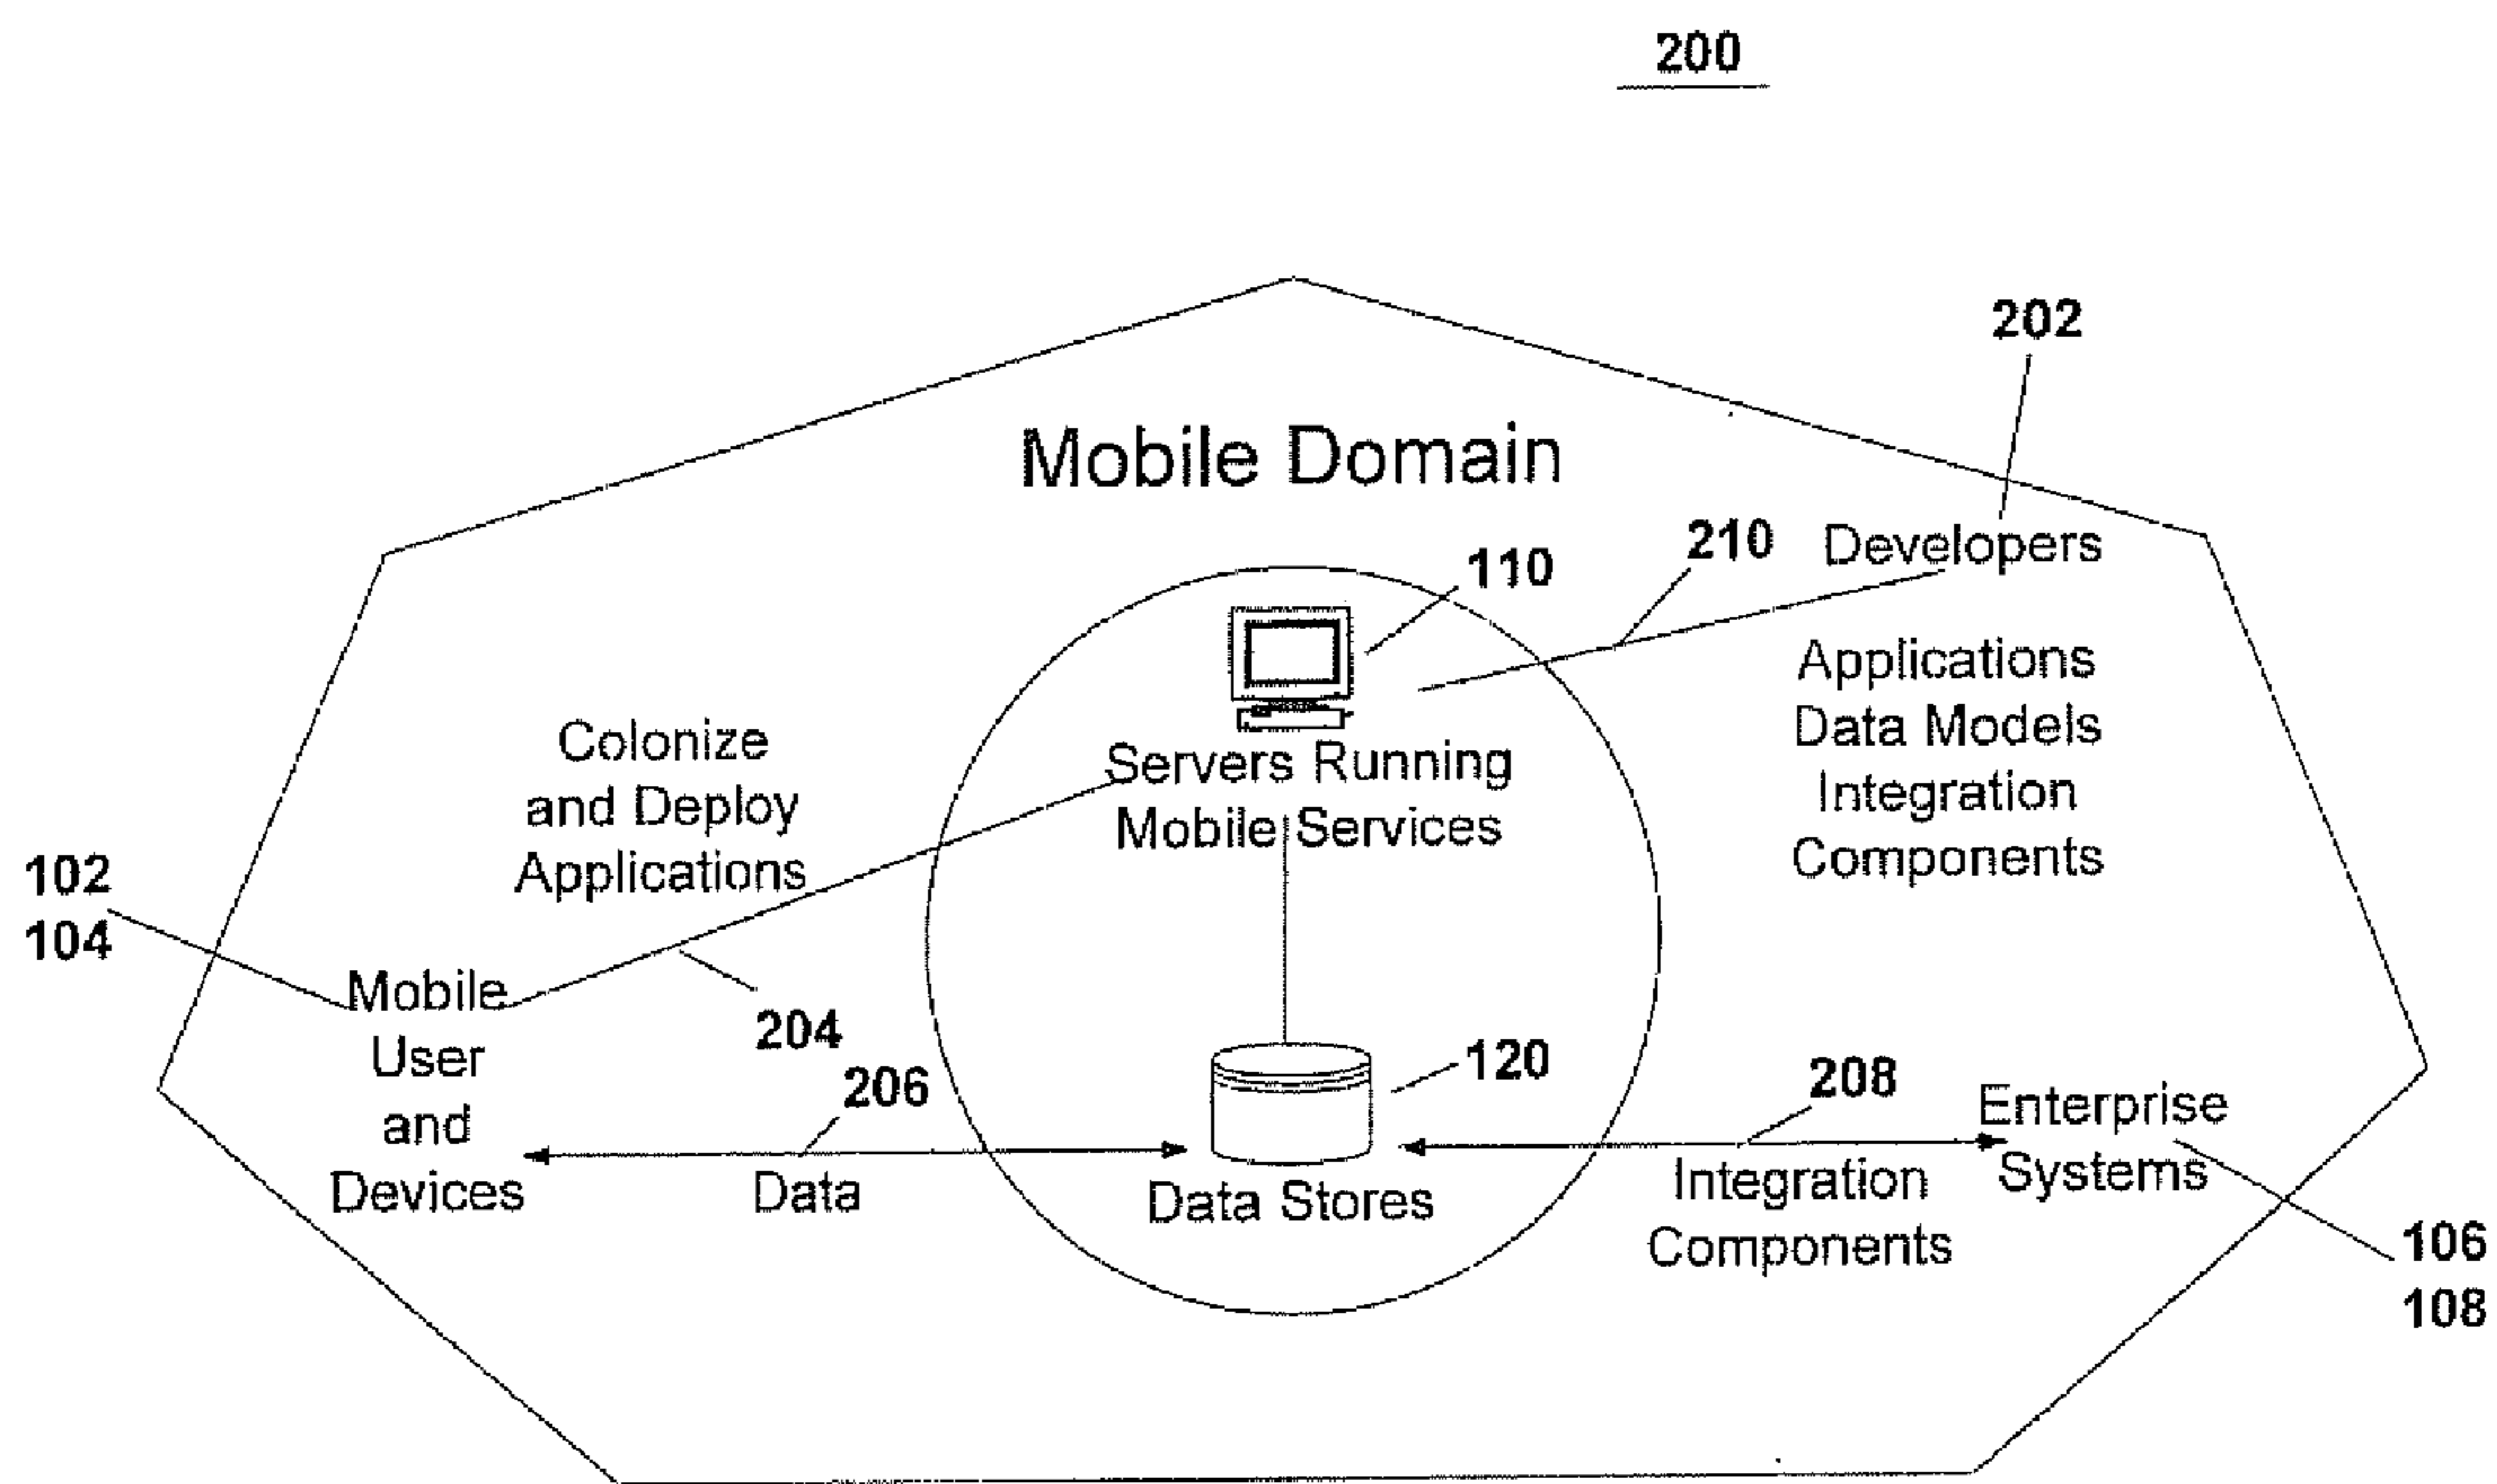 200
202
Mobile Domain
210
Developers
110
Applications
Data Models
Integration
Components
Colonize
and Deploy
Applications
Servers Running
Mobile Services
102
104
Mobile
User
and
Devices
204
206
Data
120
Data Stores
208
Integration
Components
Enterprise
Systems
106
108